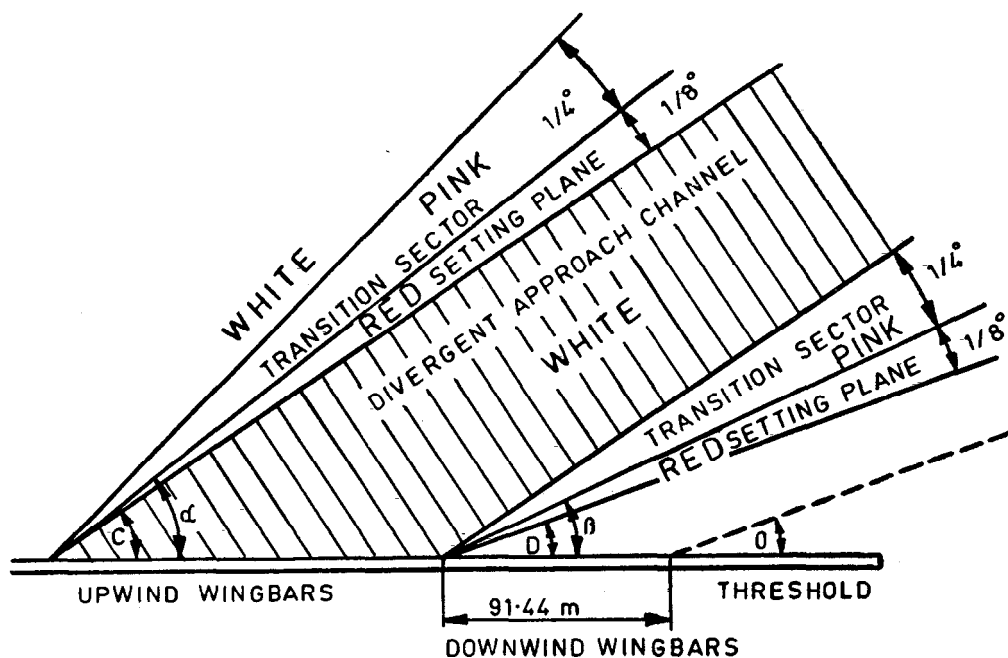 WHITE
PINK
1/4°
1/8°
TRANSITION SECTOR
RED SETTING PLANE
DIVERGENT APPROACH CHANNEL
WHITE
1/4°
TRANSITION SECTOR
PINK
1/8°
RED SETTING PLANE
C
α
D
β
O
UPWIND WINGBARS
THRESHOLD
91·44 m
DOWNWIND WINGBARS